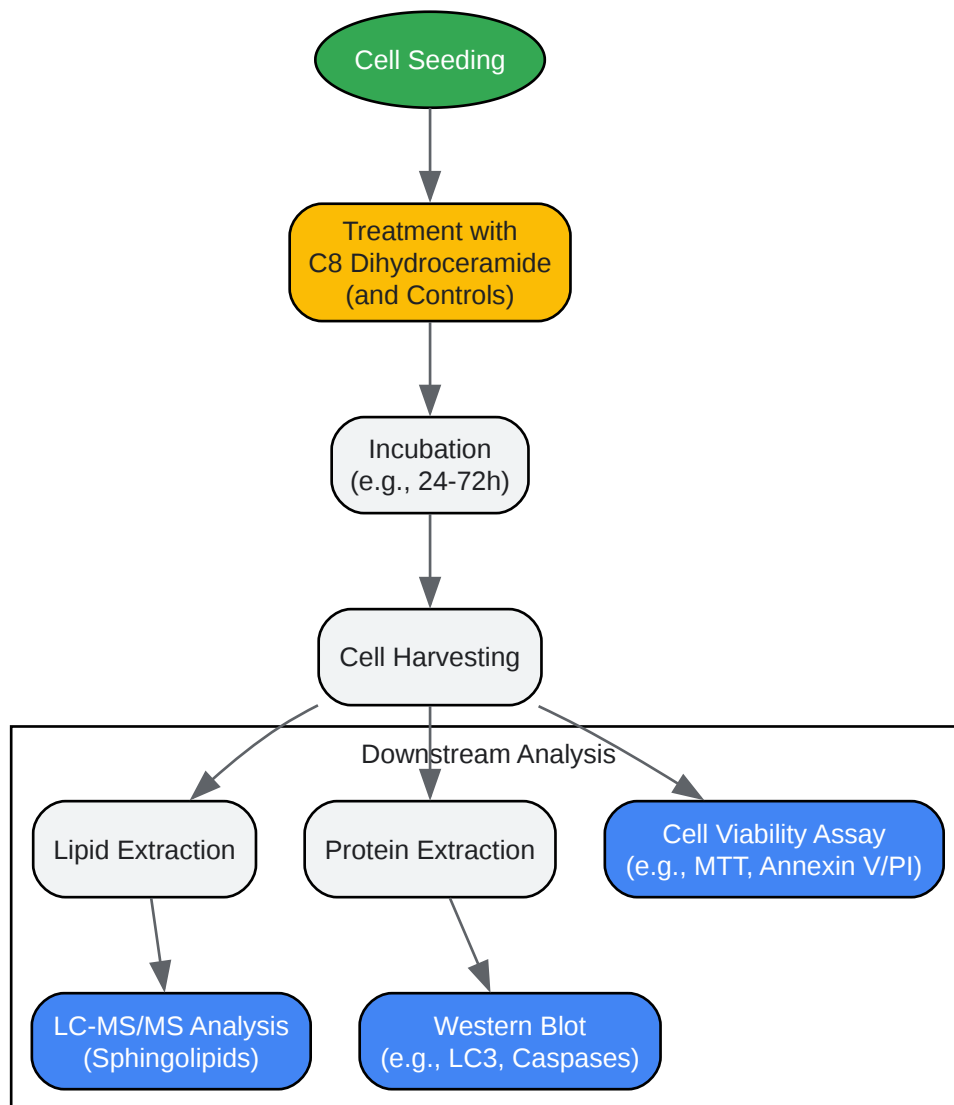 Cell Seeding
Treatment with
C8 Dihydroceramide
(and Controls)
Incubation
(e.g., 24-72h)
Cell Harvesting
Downstream Analysis
Lipid Extraction
Protein Extraction
Cell Viability Assay
(e.g., MTT, Annexin V/PI)
LC-MS/MS Analysis
(Sphingolipids)
Western Blot
(e.g., LC3, Caspases)